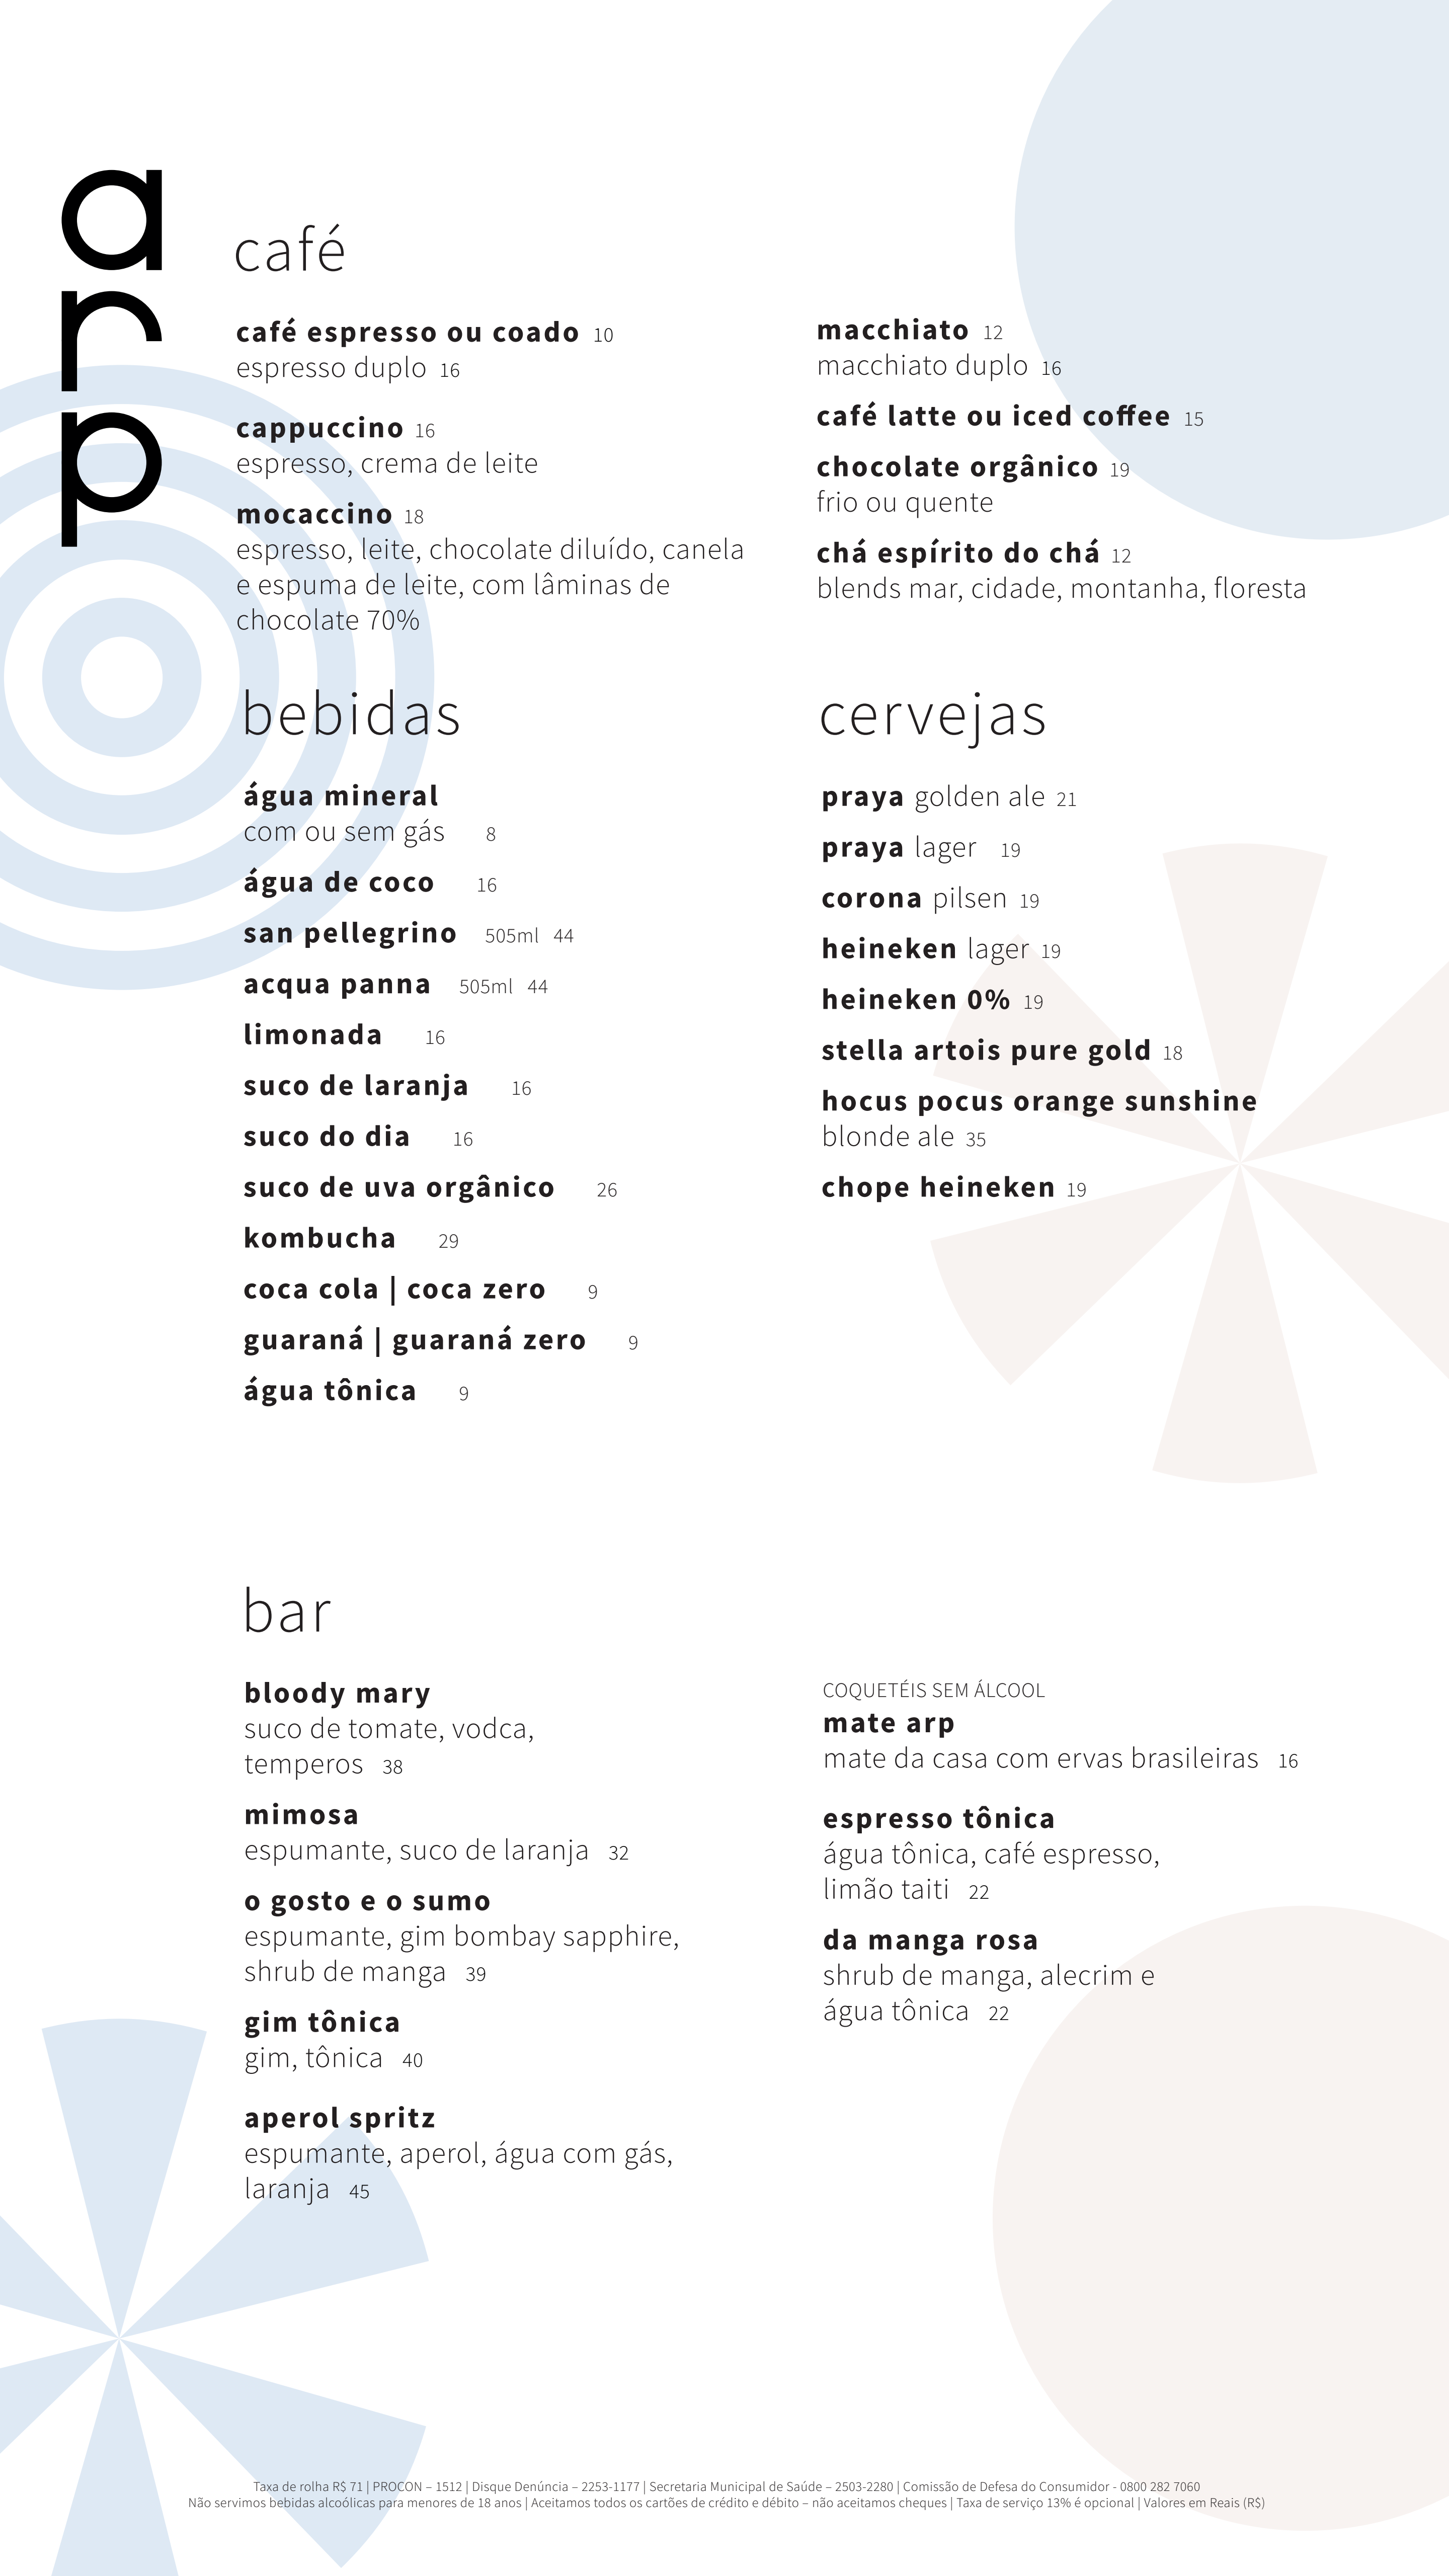 arp
café
café espresso ou coado 10
espresso duplo 16
cappuccino 16
espresso, crema de leite
mocaccino 18
espresso, leite, chocolate diluído, canela
e espuma de leite, com lâminas de
chocolate 70%
macchiato 12
macchiato duplo 16
café latte ou iced coffee 15
chocolate orgânico 19
frio ou quente
chá espírito do chá 12
blends mar, cidade, montanha, floresta
bebidas
água mineral
com ou sem gás 8
água de coco 16
san pellegrino 505ml 44
acqua panna 505ml 44
limonada 16
suco de laranja 16
suco do dia 16
suco de uva orgânico 26
kombucha 29
coca cola | coca zero 9
guaraná | guaraná zero 9
água tônica 9
cervejas
praya golden ale 21
praya lager 19
corona pilsen 19
heineken lager 19
heineken 0% 19
stella artois pure gold 18
hocus pocus orange sunshine
blonde ale 35
chope heineken 19
bar
bloody mary
suco de tomate, vodca,
temperos 38
mimosa
espumante, suco de laranja 32
o gosto e o sumo
espumante, gim bombay sapphire,
shrub de manga 39
gim tônica
gim, tônica 40
aperol spritz
espumante, aperol, água com gás,
laranja 45
COQUETÉIS SEM ÁLCOOL
mate arp
mate da casa com ervas brasileiras 16
espresso tônica
água tônica, café espresso,
limão taiti 22
da manga rosa
shrub de manga, alecrim e
água tônica 22
Taxa de rolha R$ 71 | PROCON – 1512 | Disque Denúncia – 2253-1177 | Secretaria Municipal de Saúde – 2503-2280 | Comissão de Defesa do Consumidor - 0800 282 7060
Não servimos bebidas alcoólicas para menores de 18 anos | Aceitamos todos os cartões de crédito e débito – não aceitamos cheques | Taxa de serviço 13% é opcional | Valores em Reais (R$)